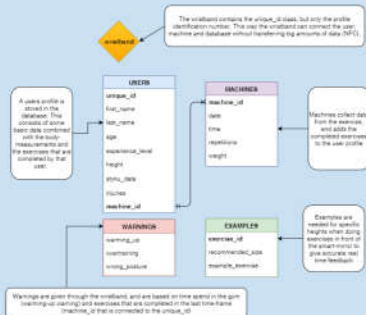 The wristband contains the unique_id class, but only the profile
identification number. This way the wristband can connect the user,
machine and database without transferring big amounts of data (NFC).
wristband
USERS
unique_id
first_name
last_name
age
experience_level
height
injuries
machine_id
A users profile is
stored in the
database. This
consists of some
basic data combined
with the body-
measurements and
the exercises that are
completed by that
user.
MACHINES
machine_id
date
time
repetitions
weight
Machines collect data
from the exercise,
and adds the
completed exercises to
the user profile
WARNINGS
warming_up
overtraining
wrong_posture
EXAMPLES
exercise_id
recommended_size
example_exercise
Examples are
needed for specific
heights when doing
exercises in front of
the smart-mirror to
give accurate real
time feedback
Warnings are given through the wristband, and are based on time spend in the gym
(warming-up warning) and exercises that are completed in the last time-frame
(machine_id that is connected to the unique_id)